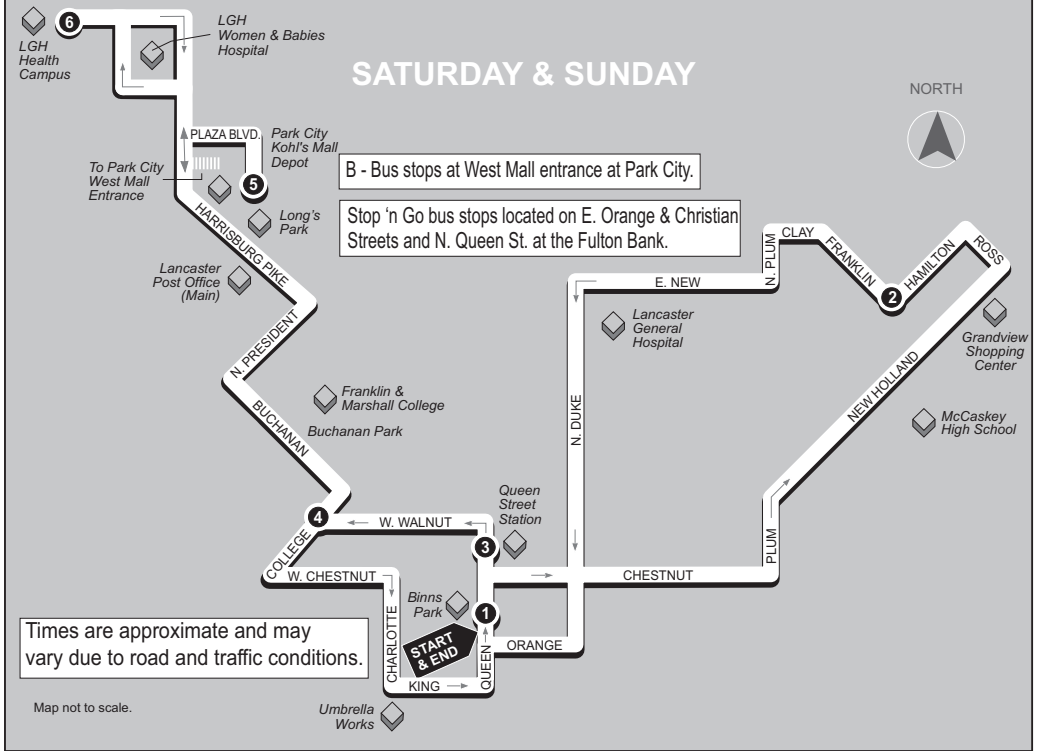 6
LGH
Health
Campus
LGH
Women & Babies
Hospital
SATURDAY & SUNDAY
NORTH
PLAZA BLVD.
Park City
Kohl's Mall
Depot
To Park City
West Mall
Entrance
5
Long's
Park
B - Bus stops at West Mall entrance at Park City.
Stop ‘n Go bus stops located on E. Orange & Christian
Streets and N. Queen St. at the Fulton Bank.
HARRISBURG PIKE
Lancaster
Post Office
(Main)
N. PRESIDENT
BUCHANAN
Franklin &
Marshall College
Buchanan Park
E. NEW
N. PLUM
CLAY
FRANKLIN
2
HAMILTON
ROSS
Lancaster
General
Hospital
Grandview
Shopping
Center
NEW HOLLAND
McCaskey
High School
N. DUKE
Queen
Street
Station
4
W. WALNUT
3
COLLEGE
W. CHESTNUT
CHESTNUT
PLUM
Binns
Park
1
CHARLOTTE
START
& END
QUEEN
ORANGE
KING
Times are approximate and may
vary due to road and traffic conditions.
Map not to scale.
Umbrella
Works